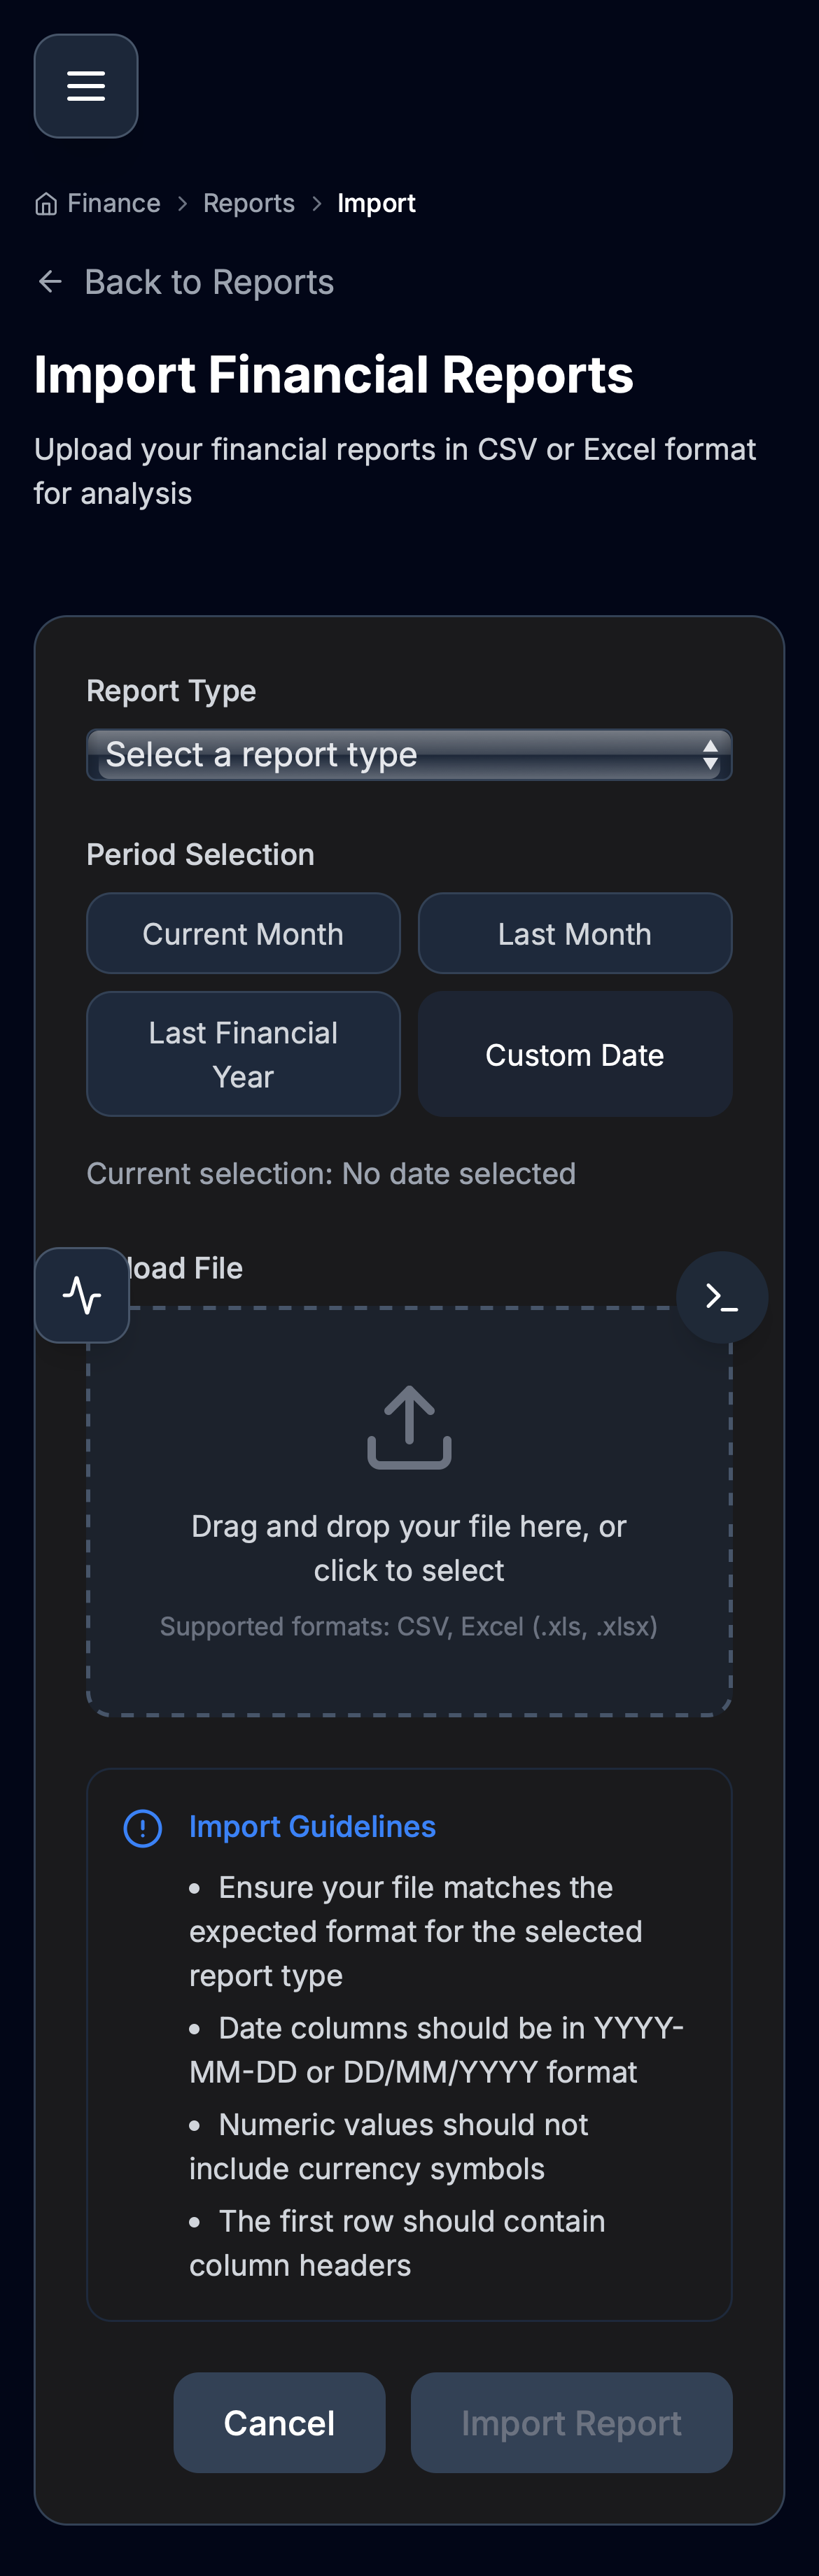 Finance > Reports > Import
Back to Reports
Import Financial Reports
Upload your financial reports in CSV or Excel format
for analysis
Report Type
Select a report type
Period Selection
Current Month
Last Month
Last Financial
Year
Custom Date
Current selection: No date selected
load File
Drag and drop your file here, or
click to select
Supported formats: CSV, Excel (.xls, .xlsx)
Import Guidelines
• Ensure your file matches the
expected format for the selected
report type
• Date columns should be in YYYY-
MM-DD or DD/MM/YYYY format
• Numeric values should not
include currency symbols
• The first row should contain
column headers
Cancel
Import Report